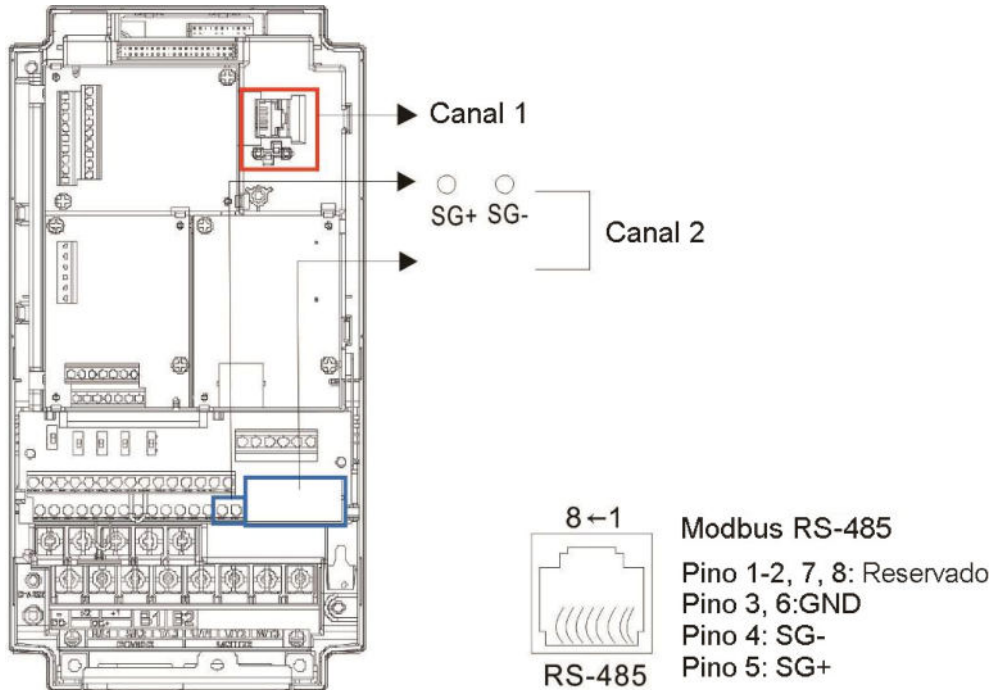 Canal 1
SG+ SG-
Canal 2
8←1
Modbus RS-485
Pino 1-2, 7, 8: Reservado
Pino 3, 6:GND
Pino 4: SG-
Pino 5: SG+
RS-485
B1 B2